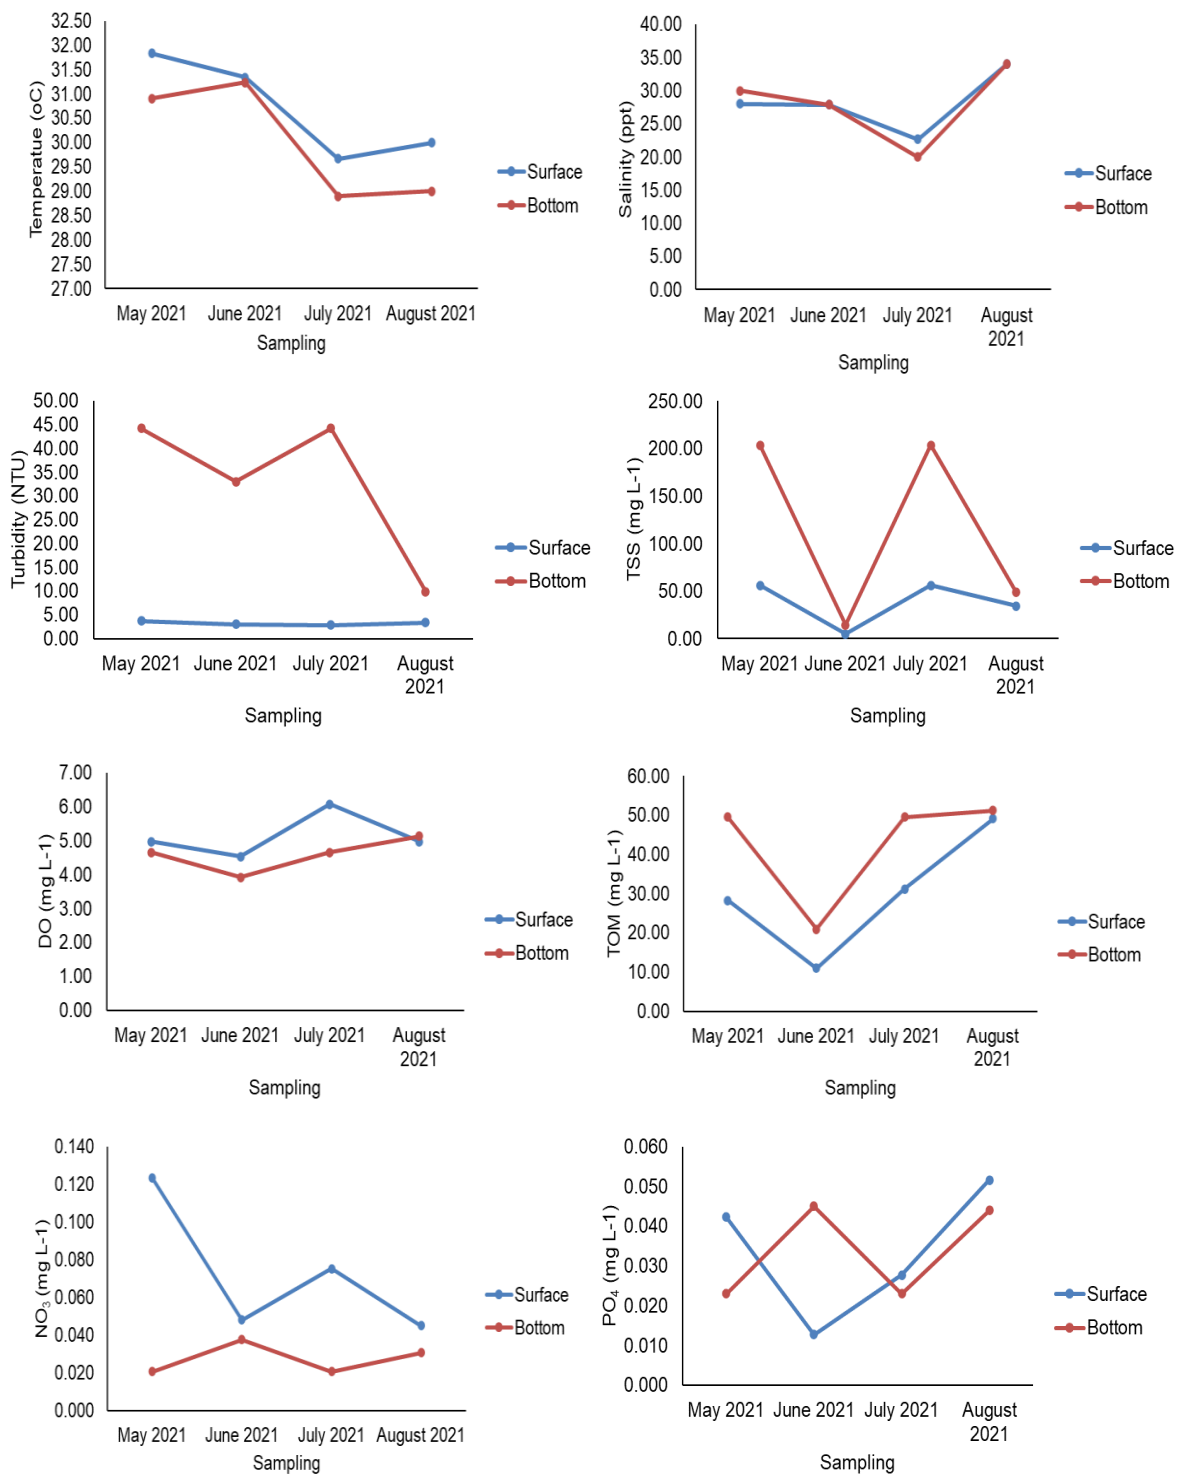 32.50
32.00
31.50
31.00
30.50
30.00
29.50
29.00
28.50
28.00
27.50
27.00
Temperatue (oC)
May 2021 June 2021 July 2021 August 2021
Sampling
Surface
Bottom
40.00
35.00
30.00
25.00
20.00
15.00
10.00
5.00
0.00
Salinity (ppt)
May 2021 June 2021 July 2021 August
2021
Sampling
Surface
Bottom
50.00
45.00
40.00
35.00
30.00
25.00
20.00
15.00
10.00
5.00
0.00
Turbidity (NTU)
May 2021 June 2021 July 2021 August
2021
Sampling
Surface
Bottom
250.00
200.00
150.00
100.00
50.00
0.00
TSS (mg L-1)
May 2021 June 2021 July 2021 August
2021
Sampling
Surface
Bottom
7.00
6.00
5.00
4.00
3.00
2.00
1.00
0.00
DO (mg L-1)
May 2021 June 2021 July 2021 August
2021
Sampling
Surface
Bottom
60.00
50.00
40.00
30.00
20.00
10.00
0.00
TOM (mg L-1)
May 2021 June 2021 July 2021 August
2021
Sampling
Surface
Bottom
0.140
0.120
0.100
0.080
0.060
0.040
0.020
0.000
NO₃ (mg L-1)
May 2021 June 2021 July 2021 August 2021
Sampling
Surface
Bottom
0.060
0.050
0.040
0.030
0.020
0.010
0.000
PO₄ (mg L-1)
May 2021 June 2021 July 2021 August
2021
Sampling
Surface
Bottom